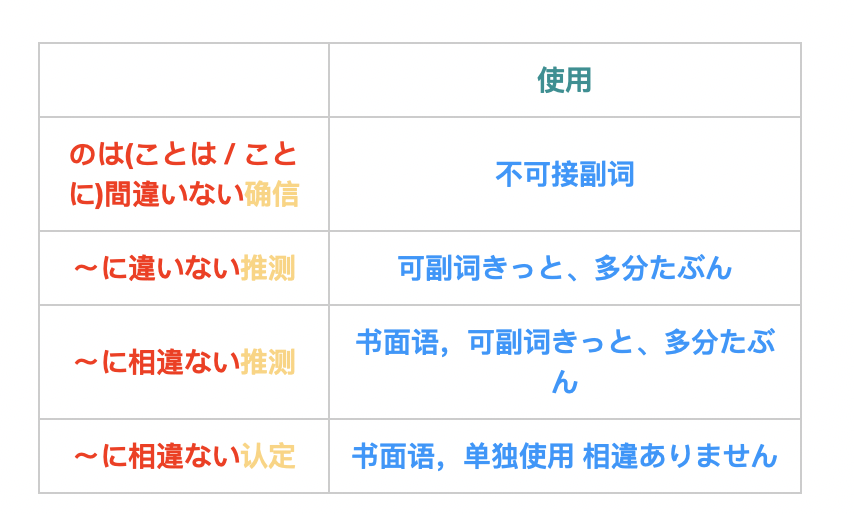 使用
のは(ことは / こと
に)間違いない确信
不可接副词
～に違いない推测
可副词きっと、多分たぶん
～に相違ない推测
书面语，可副词きっと、多分たぶ
ん
～に相違ない认定
书面语，单独使用 相違ありません